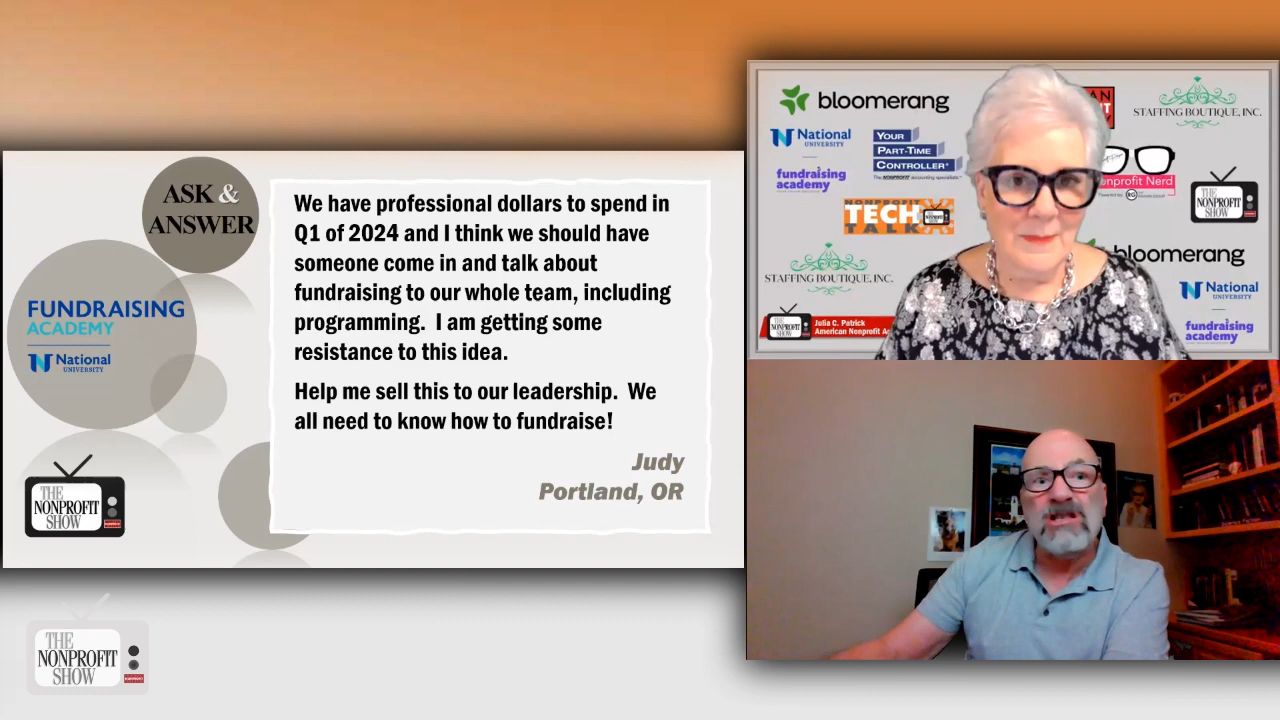 ASK &
ANSWER
FUNDRAISING
ACADEMY
National
UNIVERSITY
THE
NONPROFIT
SHOW
We have professional dollars to spend in
Q1 of 2024 and I think we should have
someone come in and talk about
fundraising to our whole team, including
programming. I am getting some
resistance to this idea.
Help me sell this to our leadership. We
all need to know how to fundraise!
Judy
Portland, OR
THE
NONPROFIT
SHOW
bloomerang
STAFFING BOUTIQUE, INC.
National
UNIVERSITY
fundraising
academy
YOUR
PART-TIME
CONTROLLER
Nonprofit Nerd
THE
NONPROFIT
SHOW
NONPROFIT
TECH
TALK
STAFFING BOUTIQUE, INC.
bloomerang
National
UNIVERSITY
fundraising
academy
Julia C. Patrick
American Nonprofit